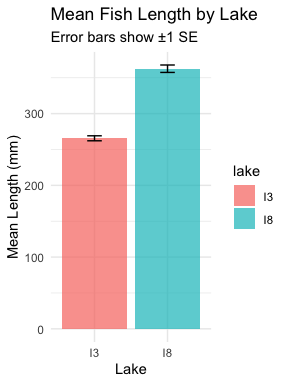 Mean Fish Length by Lake
Error bars show ±1 SE
Mean Length (mm)
300
200
100
0
I3
I8
Lake
lake
I3
I8